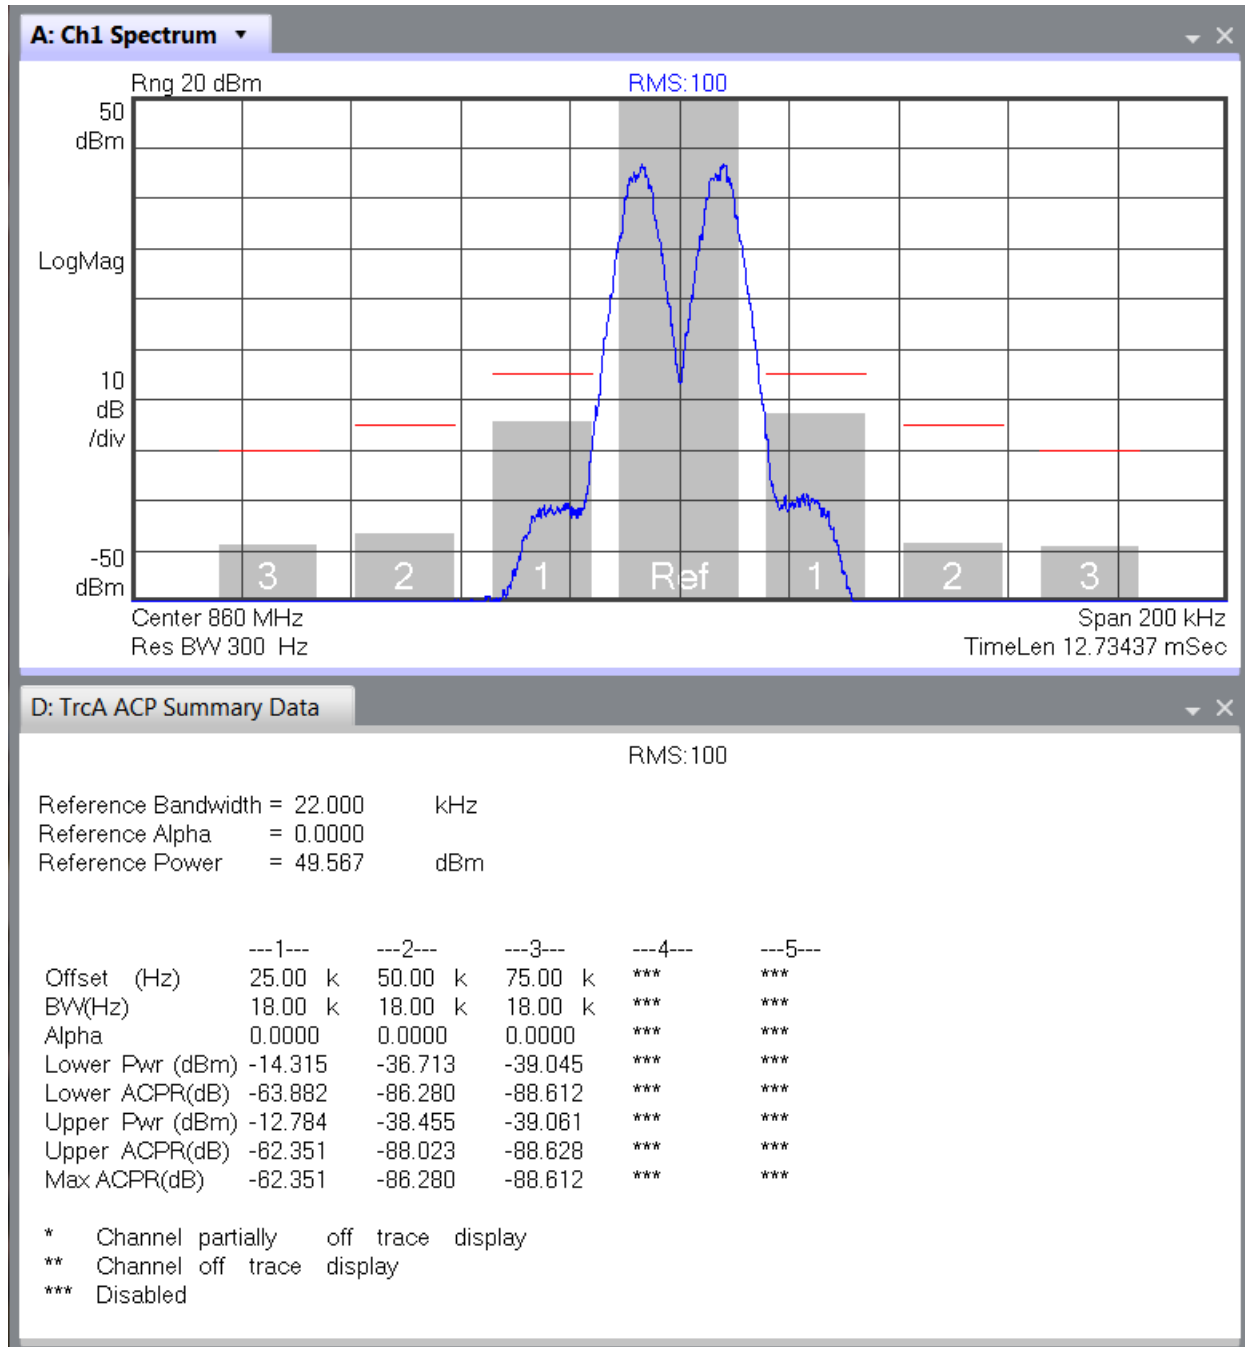 A: Ch1 Spectrum
Rng 20 dBm
RMS:100
50
dBm
LogMag
10
dB
/div
-50
dBm
3
2
1
Ref
1
2
3
Center 860 MHz
Span 200 kHz
Res BW 300 Hz
TimeLen 12.73437 mSec
D: TrcA ACP Summary Data
RMS:100
Reference Bandwidth = 22.000 kHz
Reference Alpha = 0.0000
Reference Power = 49.567 dBm
---1--- ---2--- ---3--- ---4--- ---5---
Offset (Hz) 25.00 k 50.00 k 75.00 k *** ***
BW(Hz) 18.00 k 18.00 k 18.00 k *** ***
Alpha 0.0000 0.0000 0.0000 *** ***
Lower Pwr (dBm) -14.315 -36.713 -39.045 *** ***
Lower ACPR(dB) -63.882 -86.280 -88.612 *** ***
Upper Pwr (dBm) -12.784 -38.455 -39.061 *** ***
Upper ACPR(dB) -62.351 -88.023 -88.628 *** ***
Max ACPR(dB) -62.351 -86.280 -88.612 *** ***
* Channel partially off trace display
** Channel off trace display
*** Disabled